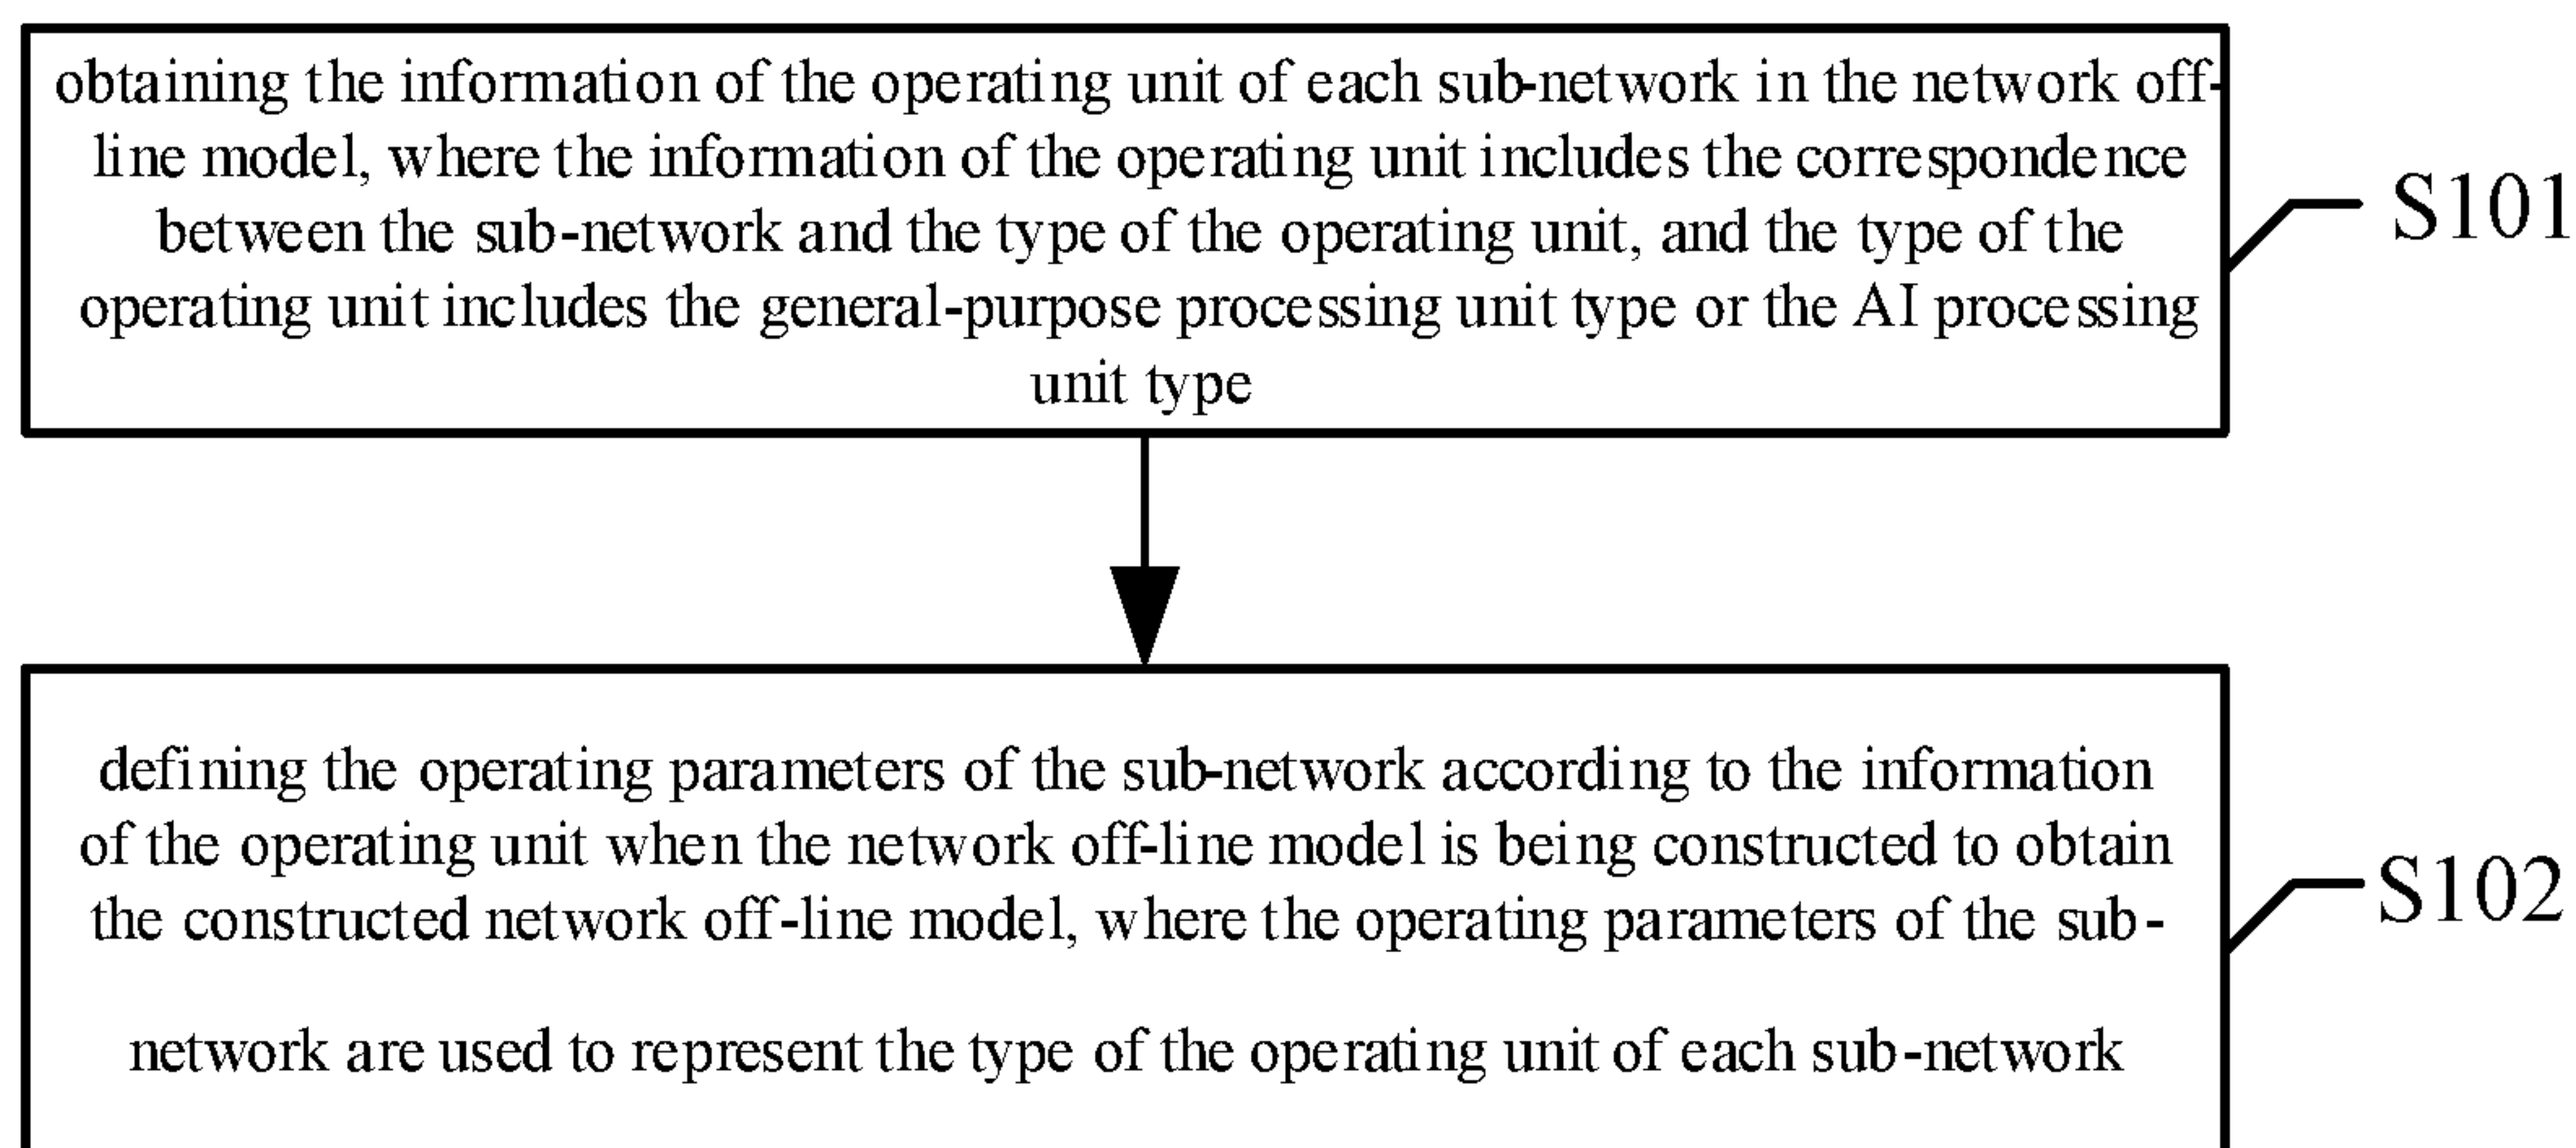 obtaining the information of the operating unit of each sub-network in the network off-
line model, where the information of the operating unit includes the correspondence
between the sub-network and the type of the operating unit, and the type of the
operating unit includes the general-purpose processing unit type or the AI processing
unit type
S101
defining the operating parameters of the sub-network according to the information
of the operating unit when the network off-line model is being constructed to obtain
the constructed network off-line model, where the operating parameters of the sub-
network are used to represent the type of the operating unit of each sub-network
S102